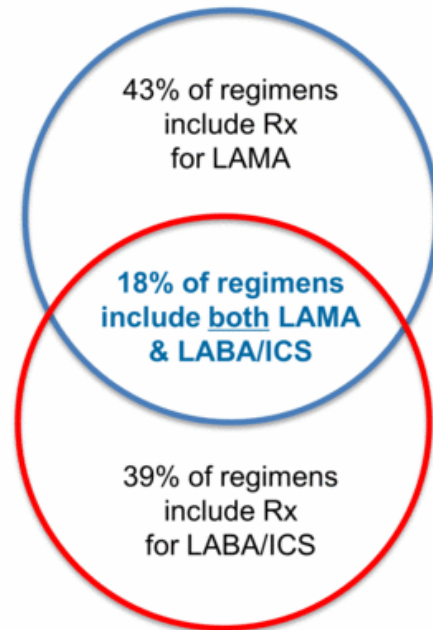 43% of regimens
include Rx
for LAMA
18% of regimens
include both LAMA
& LABA/ICS
39% of regimens
include Rx
for LABA/ICS